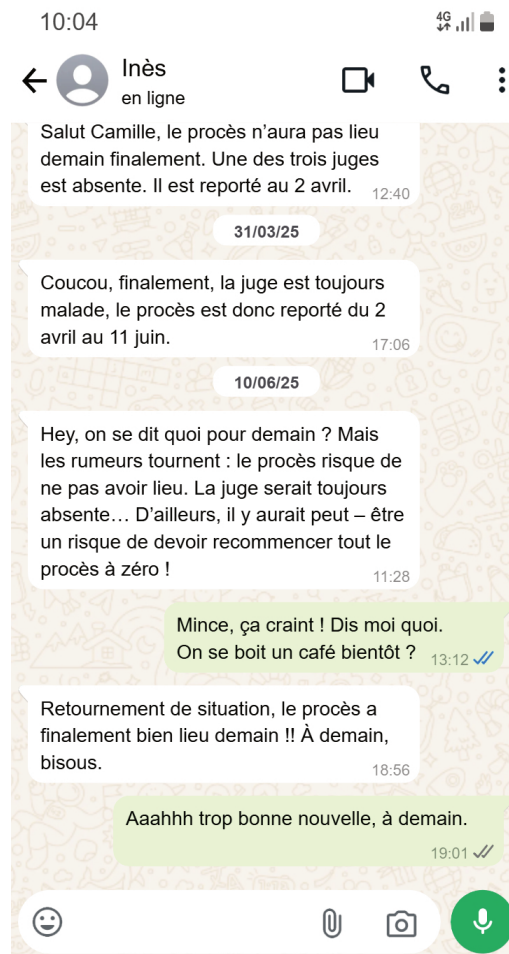 10:04
4G
Inès
en ligne
Salut Camille, le procès n’aura pas lieu
demain finalement. Une des trois juges
est absente. Il est reporté au 2 avril.
12:40
31/03/25
Coucou, finalement, la juge est toujours
malade, le procès est donc reporté du 2
avril au 11 juin.
17:06
10/06/25
Hey, on se dit quoi pour demain ? Mais
les rumeurs tournent : le procès risque de
ne pas avoir lieu. La juge serait toujours
absente… D’ailleurs, il y aurait peut – être
un risque de devoir recommencer tout le
procès à zéro !
11:28
Mince, ça craint ! Dis moi quoi.
On se boit un café bientôt ?
13:12
Retournement de situation, le procès a
finalement bien lieu demain !! À demain,
bisous.
18:56
Aaahhh trop bonne nouvelle, à demain.
19:01